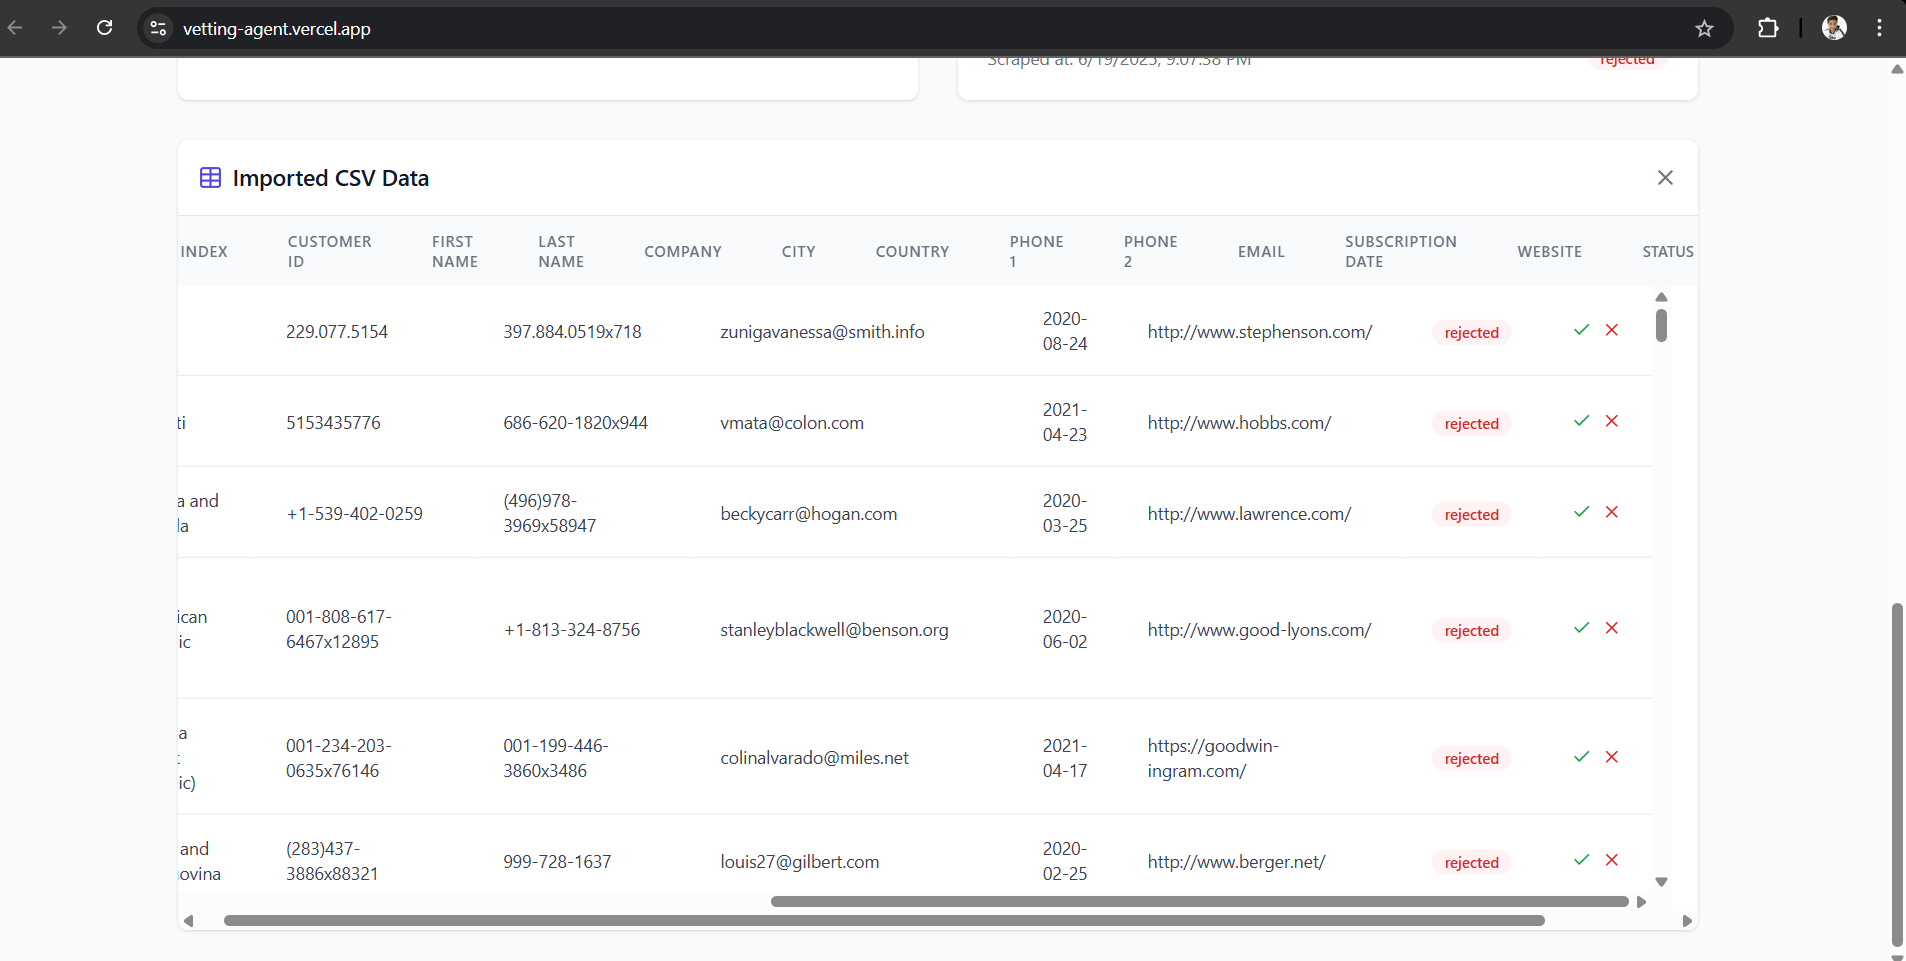 vetting-agent.vercel.app
Scraped at: 6/19/2025, 9:07:38 PM
rejected
Imported CSV Data
INDEX
CUSTOMER
ID
FIRST
NAME
LAST
NAME
COMPANY
CITY
COUNTRY
PHONE
1
PHONE
2
EMAIL
SUBSCRIPTION
DATE
WEBSITE
STATUS
229.077.5154
397.884.0519x718
zunigavanessa@smith.info
2020-
08-24
http://www.stephenson.com/
rejected
ti
5153435776
686-620-1820x944
vmata@colon.com
2021-
04-23
http://www.hobbs.com/
rejected
a and
la
+1-539-402-0259
(496)978-
3969x58947
beckycarr@hogan.com
2020-
03-25
http://www.lawrence.com/
rejected
ican
ic
001-808-617-
6467x12895
+1-813-324-8756
stanleyblackwell@benson.org
2020-
06-02
http://www.good-lyons.com/
rejected
a
ic)
001-234-203-
0635x76146
001-199-446-
3860x3486
colinalvarado@miles.net
2021-
04-17
https://goodwin-
ingram.com/
rejected
and
ovina
(283)437-
3886x88321
999-728-1637
louis27@gilbert.com
2020-
02-25
http://www.berger.net/
rejected